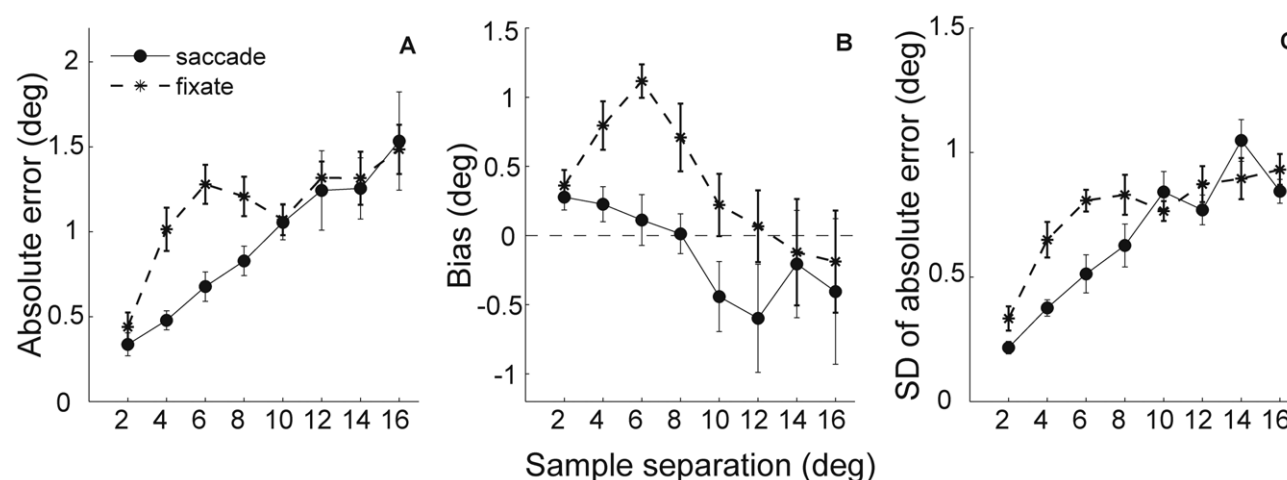 A
saccade
fixate
Absolute error (deg)
2
1.5
1
0.5
0
2 4 6 8 10 12 14 16
B
Bias (deg)
1.5
1
0.5
0
-0.5
-1
2 4 6 8 10 12 14 16
Sample separation (deg)
C
SD of absolute error (deg)
1.5
1
0.5
0
2 4 6 8 10 12 14 16